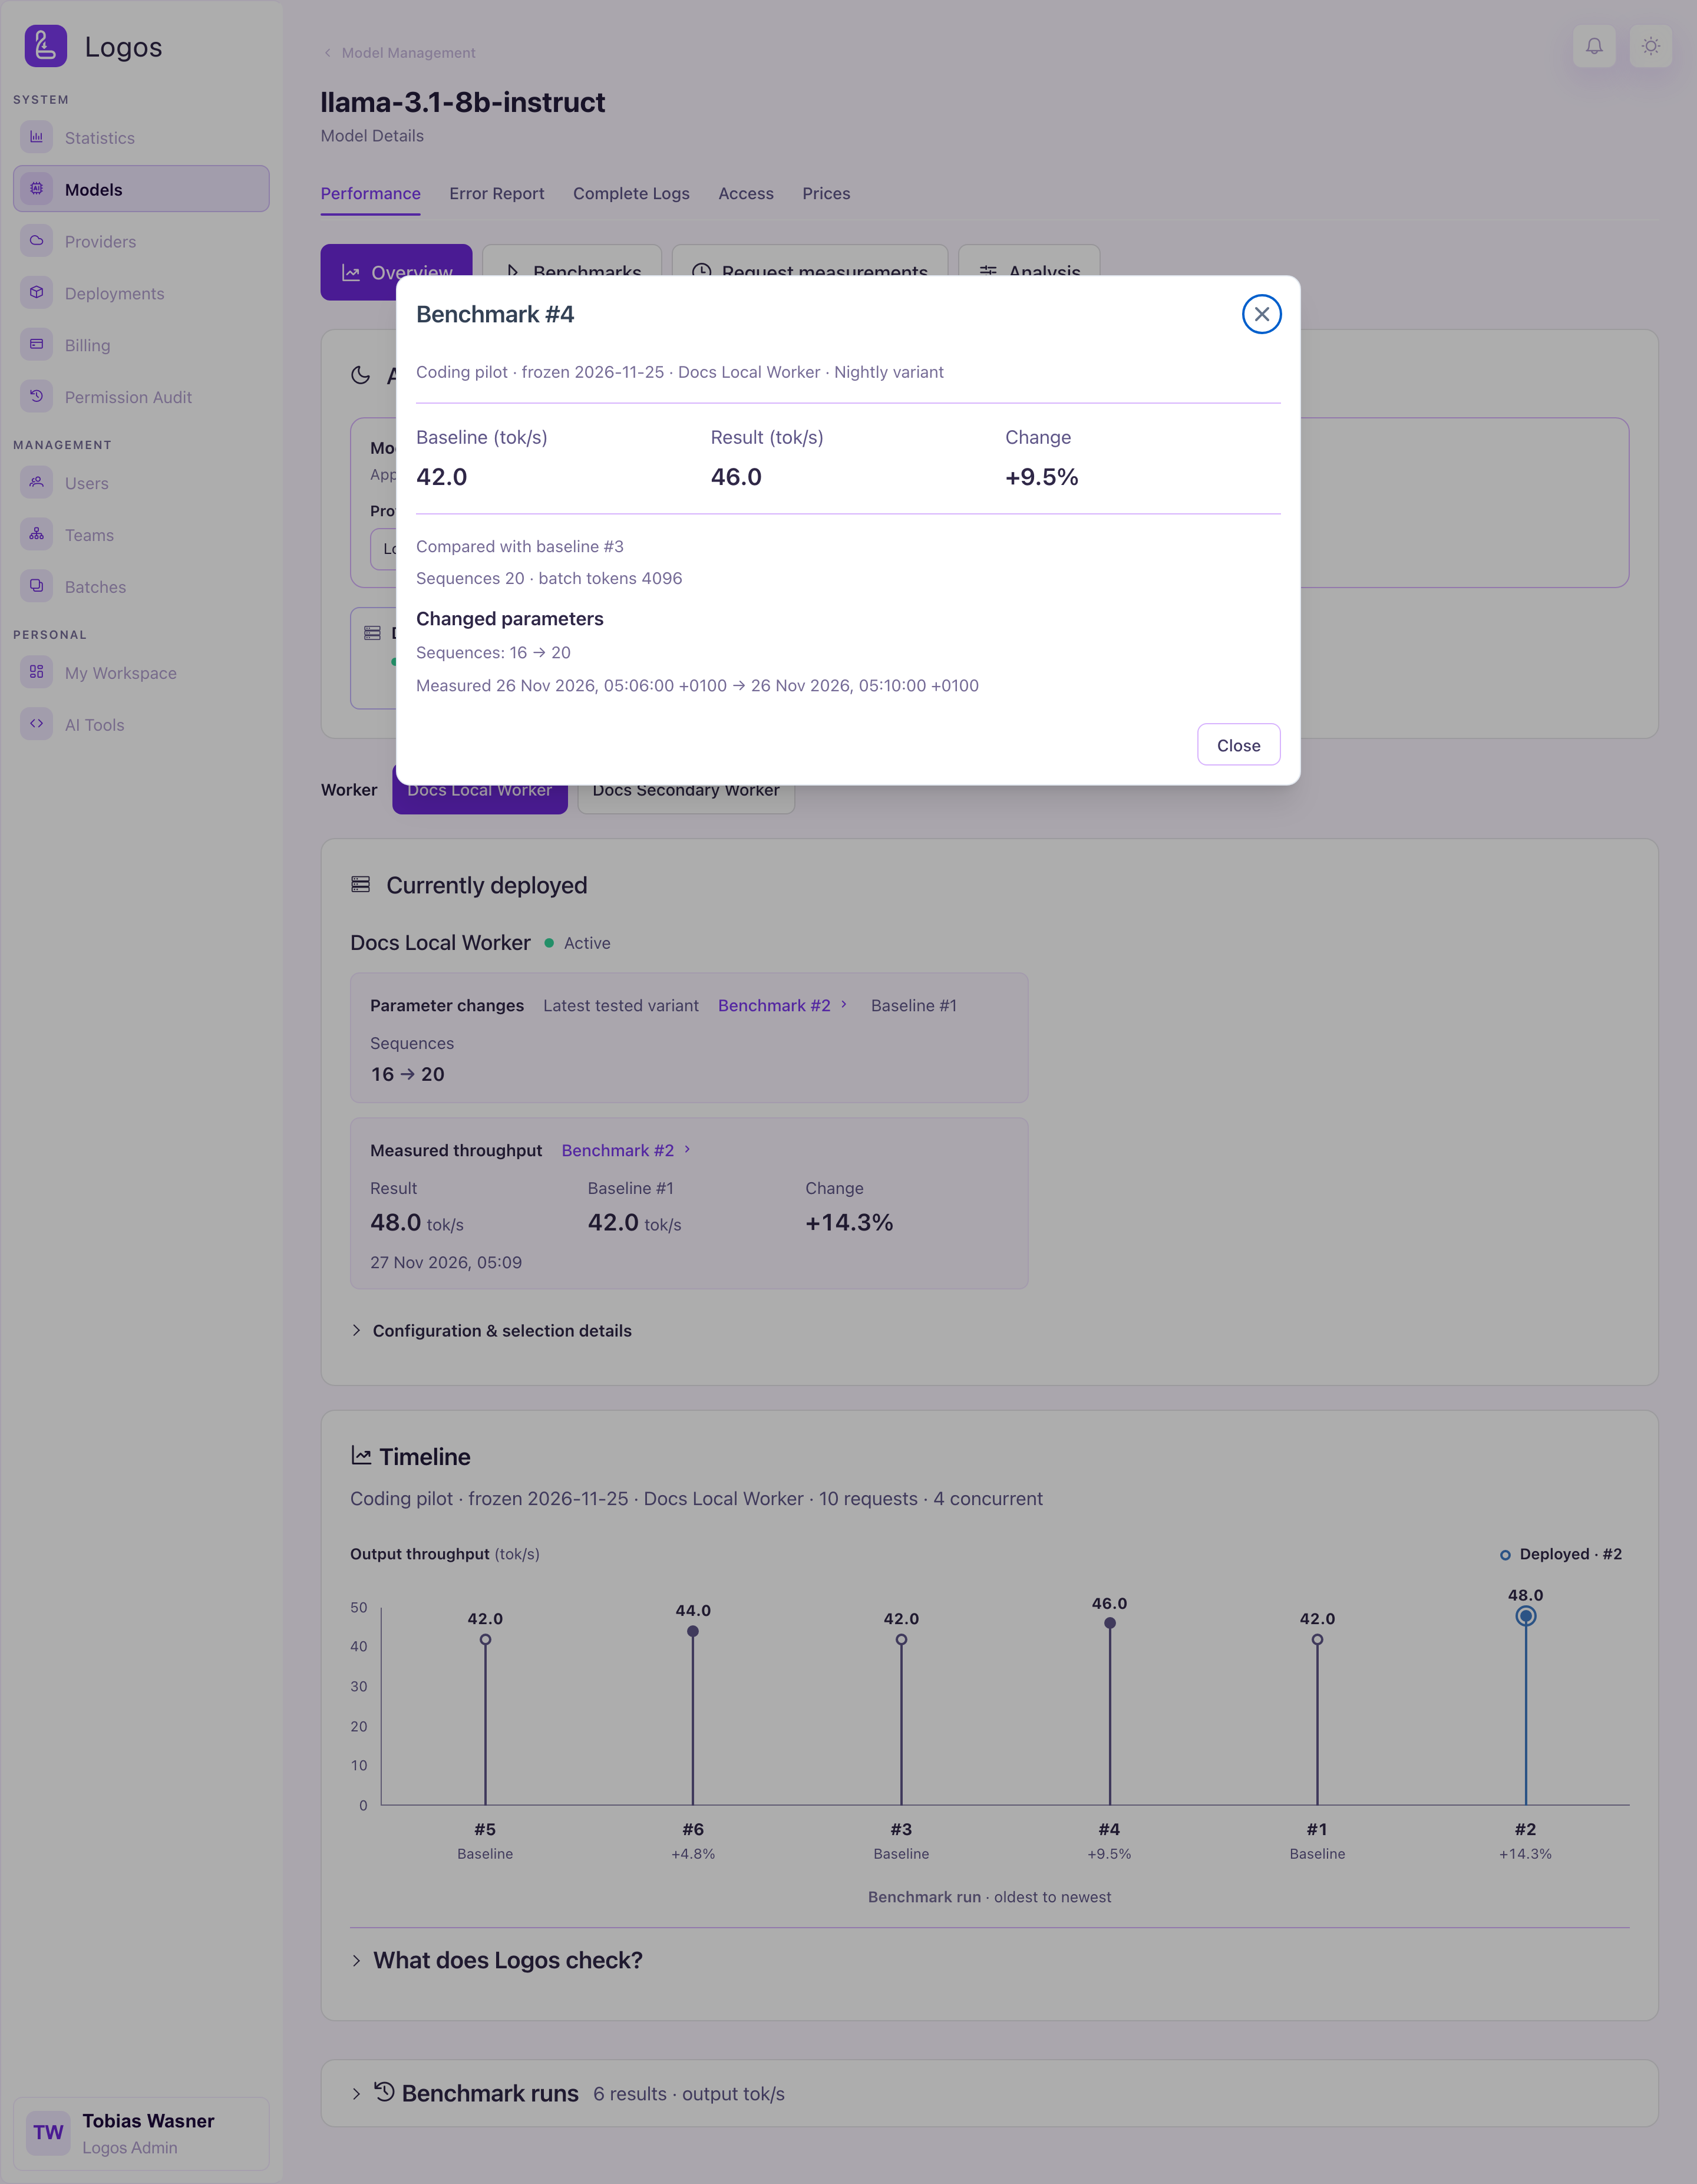 Logos
SYSTEM
Statistics
Models
Providers
Deployments
Billing
Permission Audit
MANAGEMENT
Users
Teams
Batches
PERSONAL
My Workspace
AI Tools
TW
Tobias Wasner
Logos Admin
Model Management
llama-3.1-8b-instruct
Model Details
Performance Error Report Complete Logs Access Prices
Overview Benchmarks Request measurements Analysis
Benchmark #4
Coding pilot · frozen 2026-11-25 · Docs Local Worker · Nightly variant
Baseline (tok/s) Result (tok/s) Change
42.0 46.0 +9.5%
Compared with baseline #3
Sequences 20 · batch tokens 4096
Changed parameters
Sequences: 16 → 20
Measured 26 Nov 2026, 05:06:00 +0100 → 26 Nov 2026, 05:10:00 +0100
Close
Worker Docs Local Worker Docs Secondary Worker
Currently deployed
Docs Local Worker Active
Parameter changes Latest tested variant Benchmark #2 Baseline #1
Sequences
16 → 20
Measured throughput Benchmark #2
Result Baseline #1 Change
48.0 tok/s 42.0 tok/s +14.3%
27 Nov 2026, 05:09
Configuration & selection details
Timeline
Coding pilot · frozen 2026-11-25 · Docs Local Worker · 10 requests · 4 concurrent
Output throughput (tok/s) Deployed · #2
50
40
30
20
10
0
42.0 44.0 42.0 46.0 42.0 48.0
#5 #6 #3 #4 #1 #2
Baseline +4.8% Baseline +9.5% Baseline +14.3%
Benchmark run · oldest to newest
What does Logos check?
Benchmark runs 6 results · output tok/s